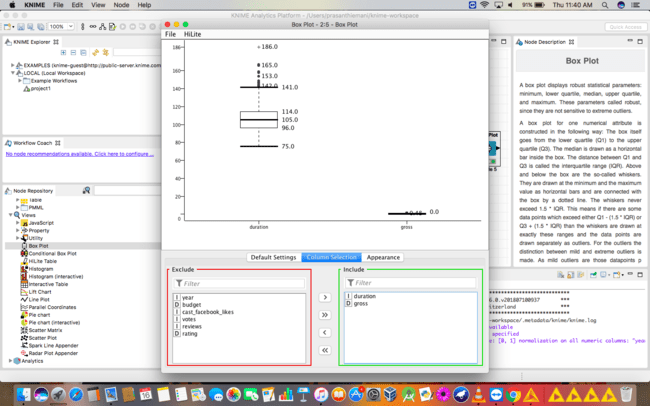 KNIME File Edit View Node Help
91% Thu 11:40 AM
KNIME Analytics Platform - /Users/prasanthlemani/knime-workspace
100%
Quick Access
KNIME Explorer
EXAMPLES (knime-guest@http://public-server.knime.com
LOCAL (Local Workspace)
Example Workflows
project1
Workflow Coach
No node recommendations available. Click here to configure ...
Node Repository
Table
PMML
Views
JavaScript
Property
Utility
Box Plot
Conditional Box Plot
HiLite Table
Histogram
Histogram (interactive)
Interactive Table
Lift Chart
Line Plot
Parallel Coordinates
Pie chart
Pie chart (interactive)
Scatter Matrix
Scatter Plot
Spark Line Appender
Radar Plot Appender
Analytics
Box Plot - 2:5 - Box Plot
File HiLite
186
180
160
140
120
100
80
60
40
20
0
186.0
165.0
153.0
141.0
114.0
105.0
96.0
75.0
0.0
duration
gross
Default Settings Column Selection Appearance
Exclude
Filter
I year
D budget
I cast_facebook_likes
I votes
I reviews
D rating
Include
Filter
I duration
D gross
Node Description
Box Plot
A box plot displays robust statistical parameters:
minimum, lower quartile, median, upper quartile,
and maximum. These parameters called robust,
since they are not sensitive to extreme outliers.
A box plot for one numerical attribute is
constructed in the following way: The box itself
goes from the lower quartile (Q1) to the upper
quartile (Q3). The median is drawn as a horizontal
bar inside the box. The distance between Q1 and
Q3 is called the interquartile range (IQR). Above
and below the box are the so-called whiskers.
They are drawn at the minimum and the maximum
value as horizontal bars and are connected with
the box by a dotted line. The whiskers never
exceed 1.5 * IQR. This means if there are some
data points which exceed either Q1 - (1.5 * IQR) or
Q3 + (1.5 * IQR) than the whiskers are drawn at
exactly these ranges and the data points are
drawn separately as outliers. For the outliers the
distinction between mild and extreme outliers is
made. As mild outliers are those datapoints p
.0.v201807100937 ***
itzerland ***
-workspace/.metadata/knime/knime.log
available
specified
[0, 1] normalization on all numeric columns: "yea